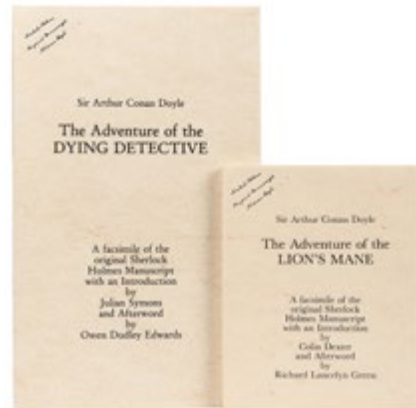 Sir Arthur Conan Doyle
The Adventure of the
DYING DETECTIVE
A facsimile of the
original Sherlock
Holmes Manuscript
with an Introduction
by
Julian Symons
and Afterword
by
Owen Dudley Edwards
Sir Arthur Conan Doyle
The Adventure of the
LION'S MANE
A facsimile of the
original Sherlock
Holmes Manuscript
with an Introduction
by
Colin Dexter
and Afterword
by
Richard Lancelyn Green